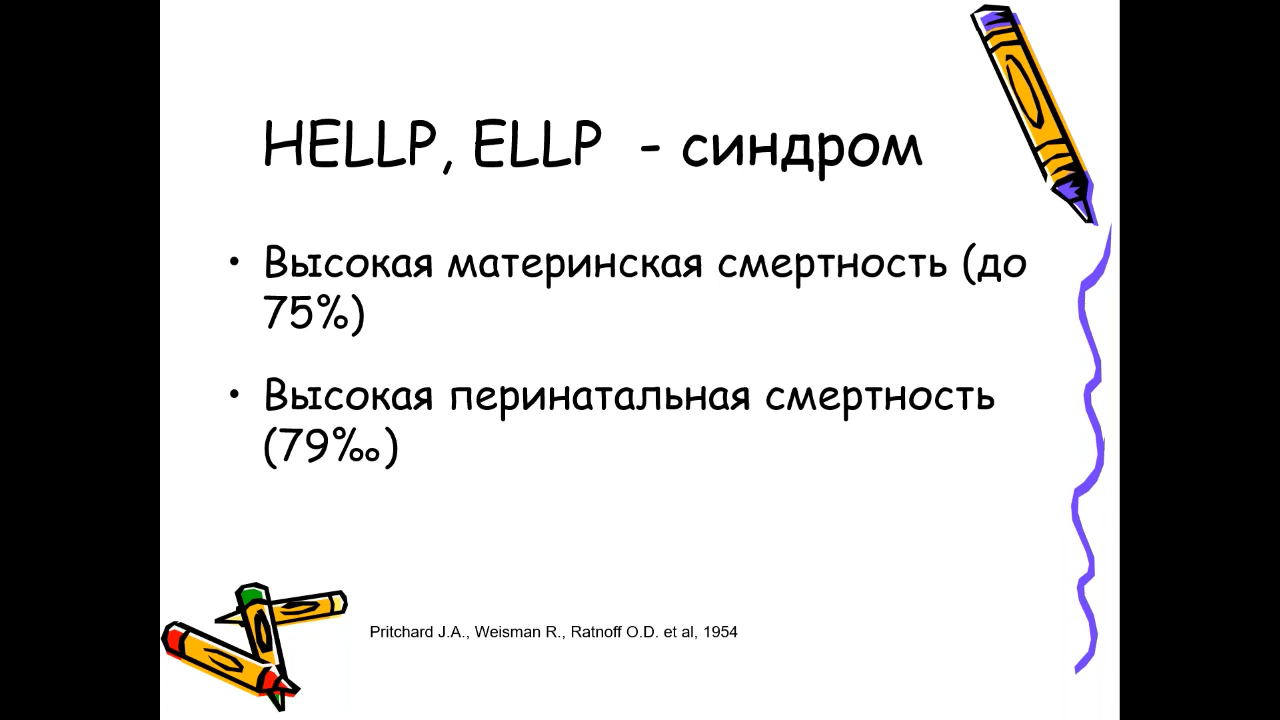 HELLP, ELLP - синдром
• Высокая материнская смертность (до
75%)
• Высокая перинатальная смертность
(79‰)
Pritchard J.A., Weisman R., Ratnoff O.D. et al, 1954